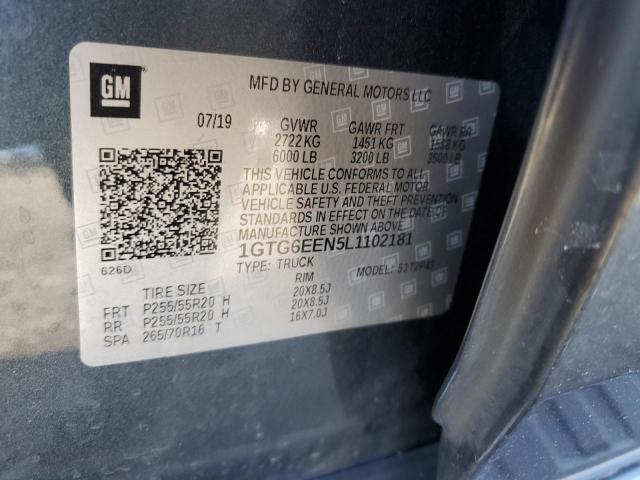 GM
MFD BY GENERAL MOTORS LLC
07/19 GVWR GAWR FRT GAWR RR
2722 KG 1451 KG 1588 KG
6000 LB 3200 LB 3500 LB
THIS VEHICLE CONFORMS TO ALL
APPLICABLE U.S. FEDERAL MOTOR
VEHICLE SAFETY AND THEFT PREVENTION
STANDARDS IN EFFECT ON THE DATE OF
MANUFACTURE SHOWN ABOVE.
1GTG6EEN5L1102181
626D TYPE: TRUCK MODEL: 51T2P43
TIRE SIZE RIM
FRT P255/55R20 H 20X8.5J
RR P255/55R20 H 20X8.5J
SPA 265/70R16 T 16X7.0J